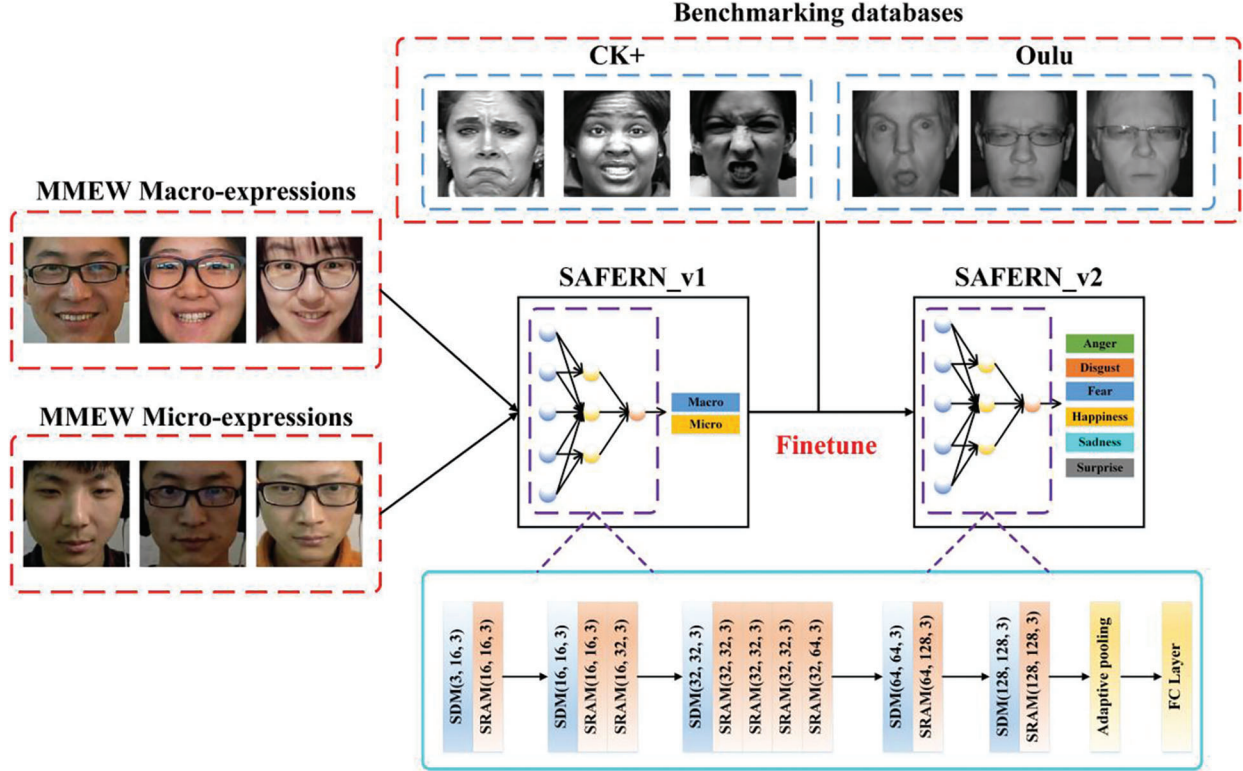 Benchmarking databases
CK+
Oulu
MMEW Macro-expressions
MMEW Micro-expressions
SAFERN_v1
Macro
Micro
Finetune
SAFERN_v2
Anger
Disgust
Fear
Happiness
Sadness
Surprise
SDM(3, 16, 3)
SRAM(16, 16, 3)
SDM(16, 16, 3)
SRAM(16, 16, 3)
SRAM(16, 32, 3)
SDM(32, 32, 3)
SRAM(32, 32, 3)
SRAM(32, 32, 3)
SRAM(32, 32, 3)
SRAM(32, 64, 3)
SDM(64, 64, 3)
SRAM(64, 128, 3)
SDM(128, 128, 3)
SRAM(128, 128, 3)
Adaptive pooling
FC Layer